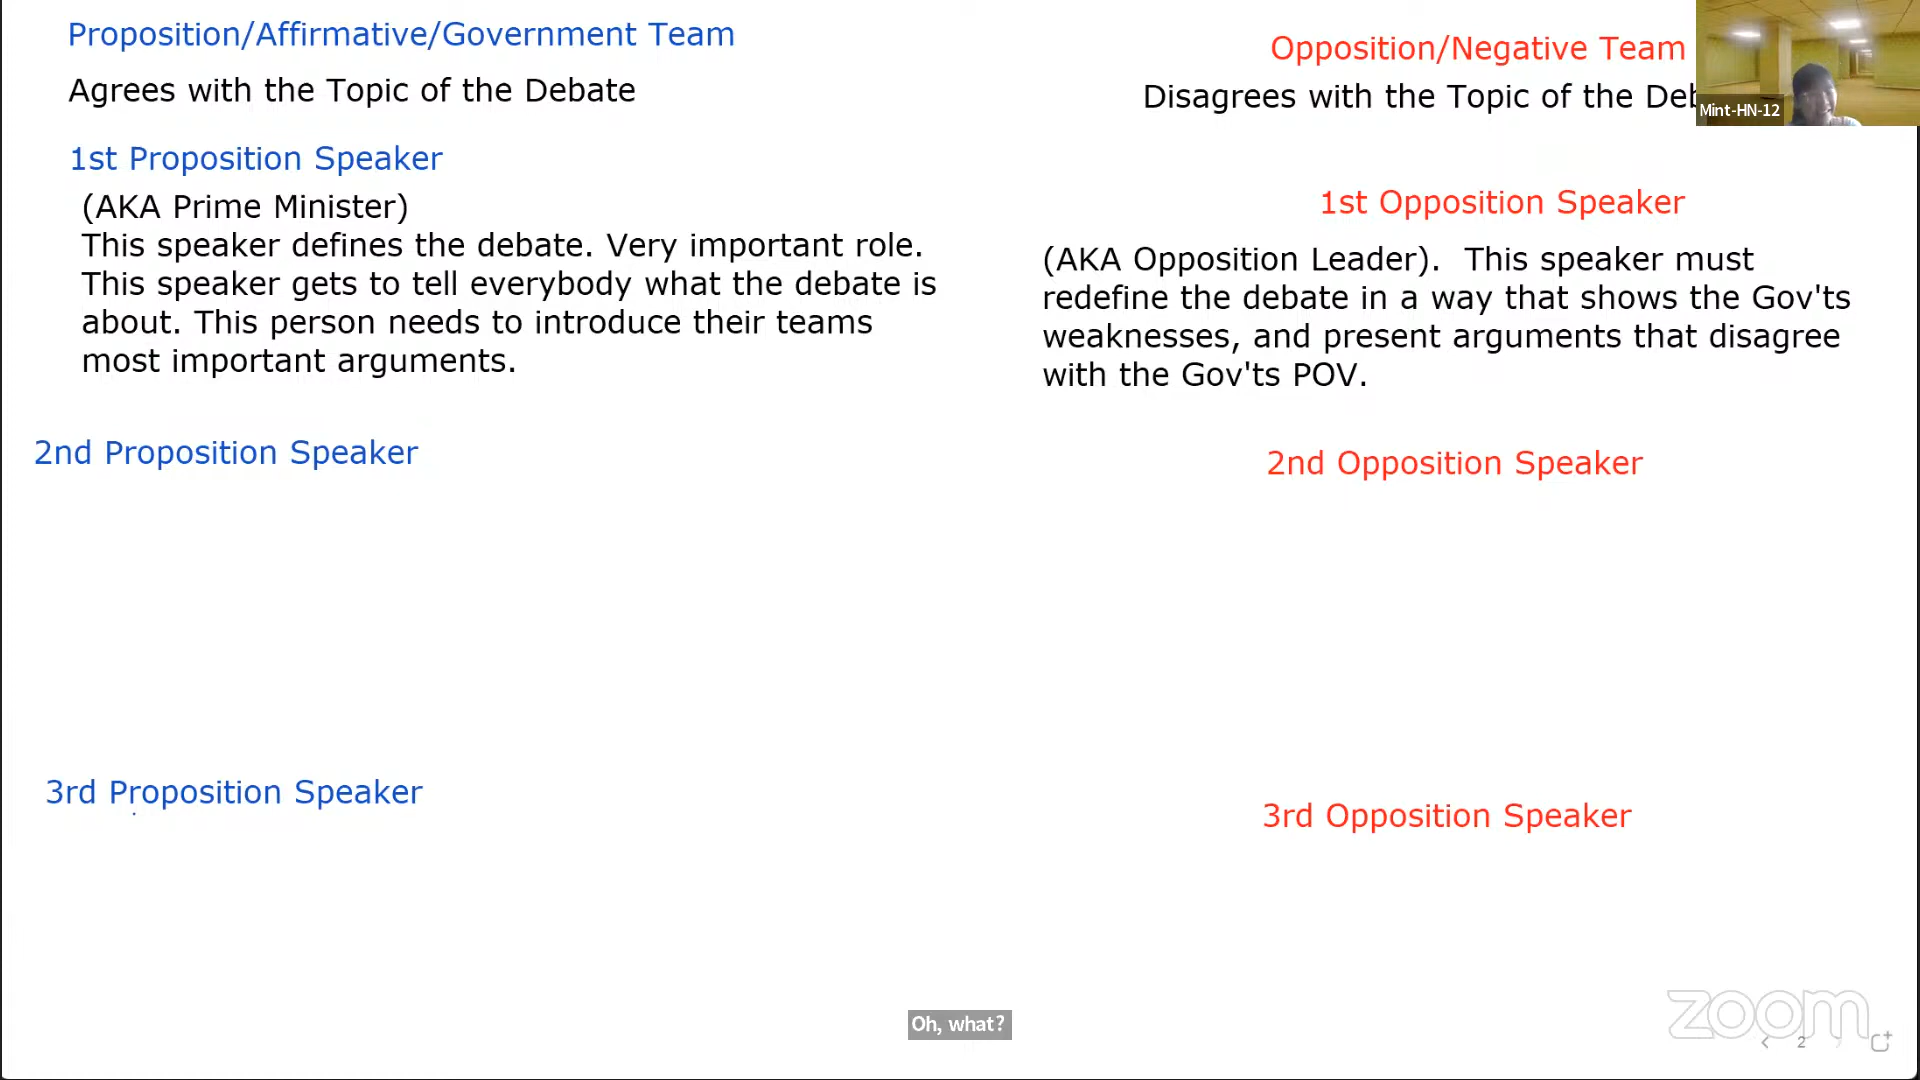 Proposition/Affirmative/Government Team
Agrees with the Topic of the Debate
1st Proposition Speaker
(AKA Prime Minister)
This speaker defines the debate. Very important role.
This speaker gets to tell everybody what the debate is
about. This person needs to introduce their teams
most important arguments.
2nd Proposition Speaker
3rd Proposition Speaker
Opposition/Negative Team
Disagrees with the Topic of the Deb
Mint-HN-12
1st Opposition Speaker
(AKA Opposition Leader).  This speaker must
redefine the debate in a way that shows the Gov'ts
weaknesses, and present arguments that disagree
with the Gov'ts POV.
2nd Opposition Speaker
3rd Opposition Speaker
Oh, what?
zoom
2